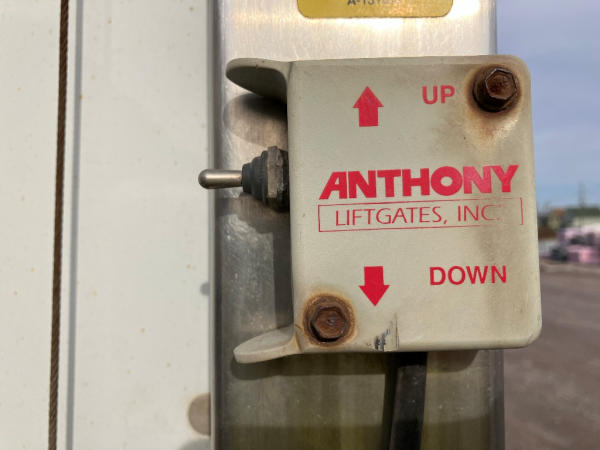 UP
ANTHONY
LIFTGATES, INC.
DOWN